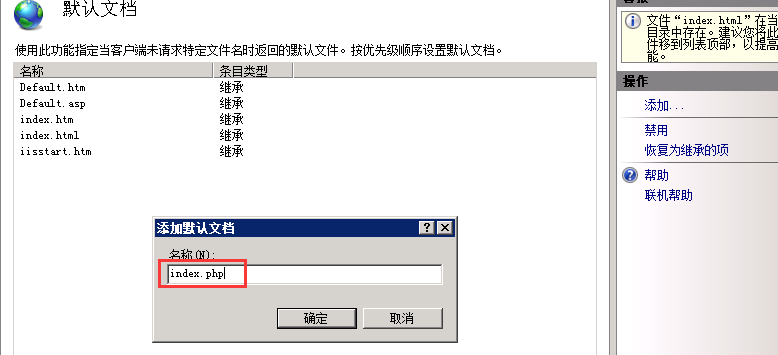 默认文档
使用此功能指定当客户端未请求特定文件名时返回的默认文件。按优先级顺序设置默认文档。
名称 条目类型
Default.htm 继承
Default.asp 继承
index.htm 继承
index.html 继承
iisstart.htm 继承
添加默认文档
名称(N):
index.php
确定 取消
文件“index.html”在当
目录中存在。建议您将此
件移到列表顶部，以提高
能。
操作
添加...
禁用
恢复为继承的项
帮助
联机帮助